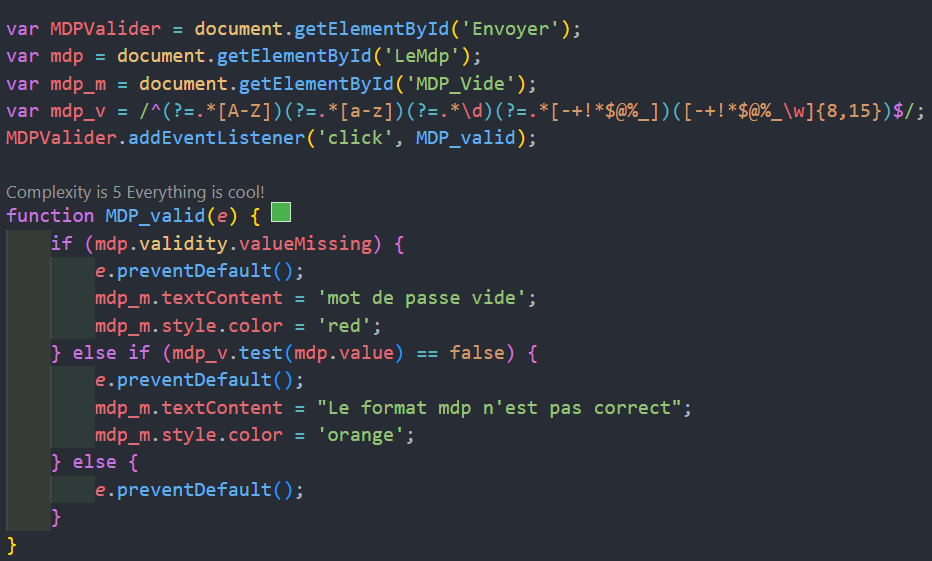 var MDPValider = document.getElementById('Envoyer');
var mdp = document.getElementById('LeMdp');
var mdp_m = document.getElementById('MDP_Vide');
var mdp_v = /^(?=.*[A-Z])(?=.*[a-z])(?=.*\d)(?=.*[-+!*$@%_])([-+!*$@%_\w]{8,15})$/;
MDPValider.addEventListener('click', MDP_valid);
Complexity is 5 Everything is cool!
function MDP_valid(e) {
    if (mdp.validity.valueMissing) {
        e.preventDefault();
        mdp_m.textContent = 'mot de passe vide';
        mdp_m.style.color = 'red';
    } else if (mdp_v.test(mdp.value) == false) {
        e.preventDefault();
        mdp_m.textContent = "Le format mdp n'est pas correct";
        mdp_m.style.color = 'orange';
    } else {
        e.preventDefault();
    }
}